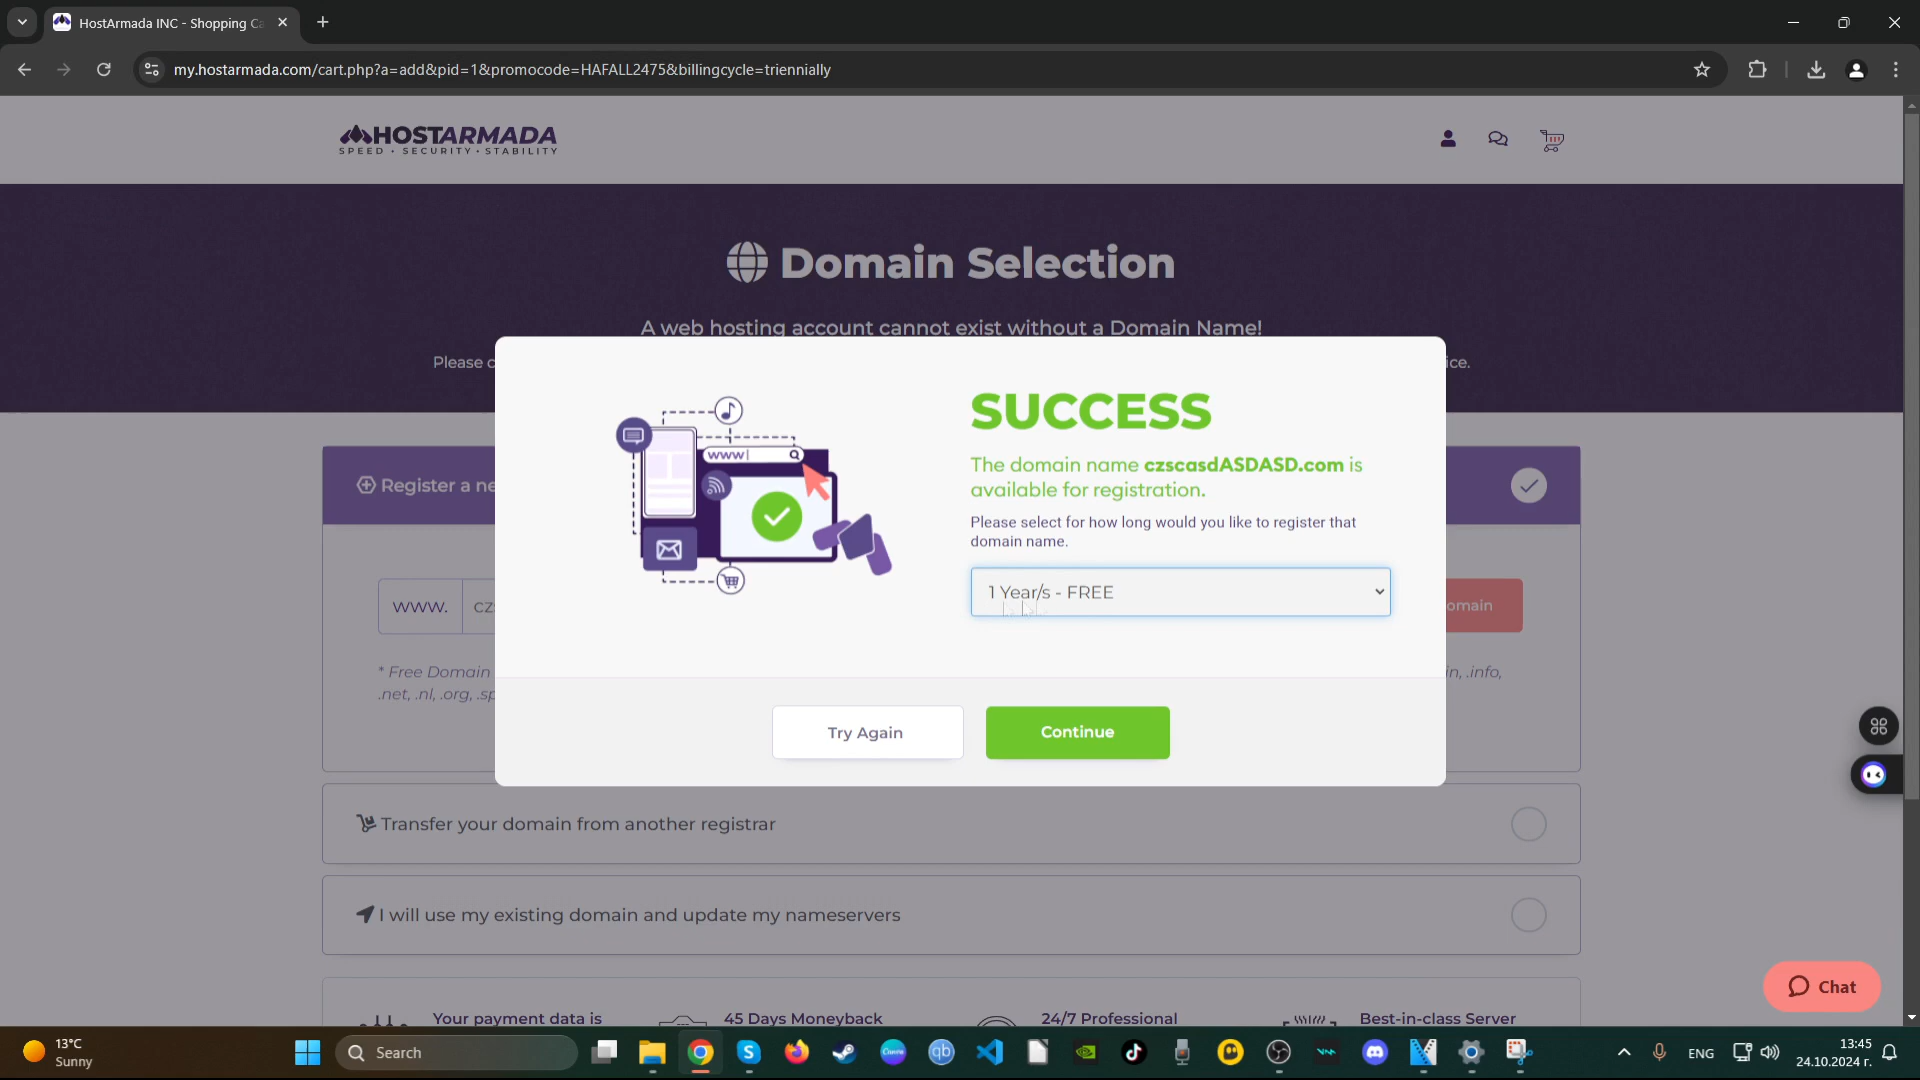 HostArmada INC - Shopping Ca
my.hostarmada.com/cart.php?a=add&pid=1&promocode=HAFALL2475&billingcycle=triennially
HOSTARMADA
SPEED • SECURITY • STABILITY
Domain Selection
A web hosting account cannot exist without a Domain Name!
Please c
ice.
SUCCESS
www
The domain name czscasdASDASD.com is
available for registration.
Please select for how long would you like to register that
domain name.
1 Year/s - FREE
Register a ne
www.
cz
omain
* Free Domain
in, .info,
.net, .nl, .org, .sp
Try Again
Continue
Transfer your domain from another registrar
I will use my existing domain and update my nameservers
Chat
Your payment data is
45 Days Moneyback
24/7 Professional
Best-in-class Server
13°C
Sunny
Search
Canva
qb
ENG
13:45
24.10.2024 г.